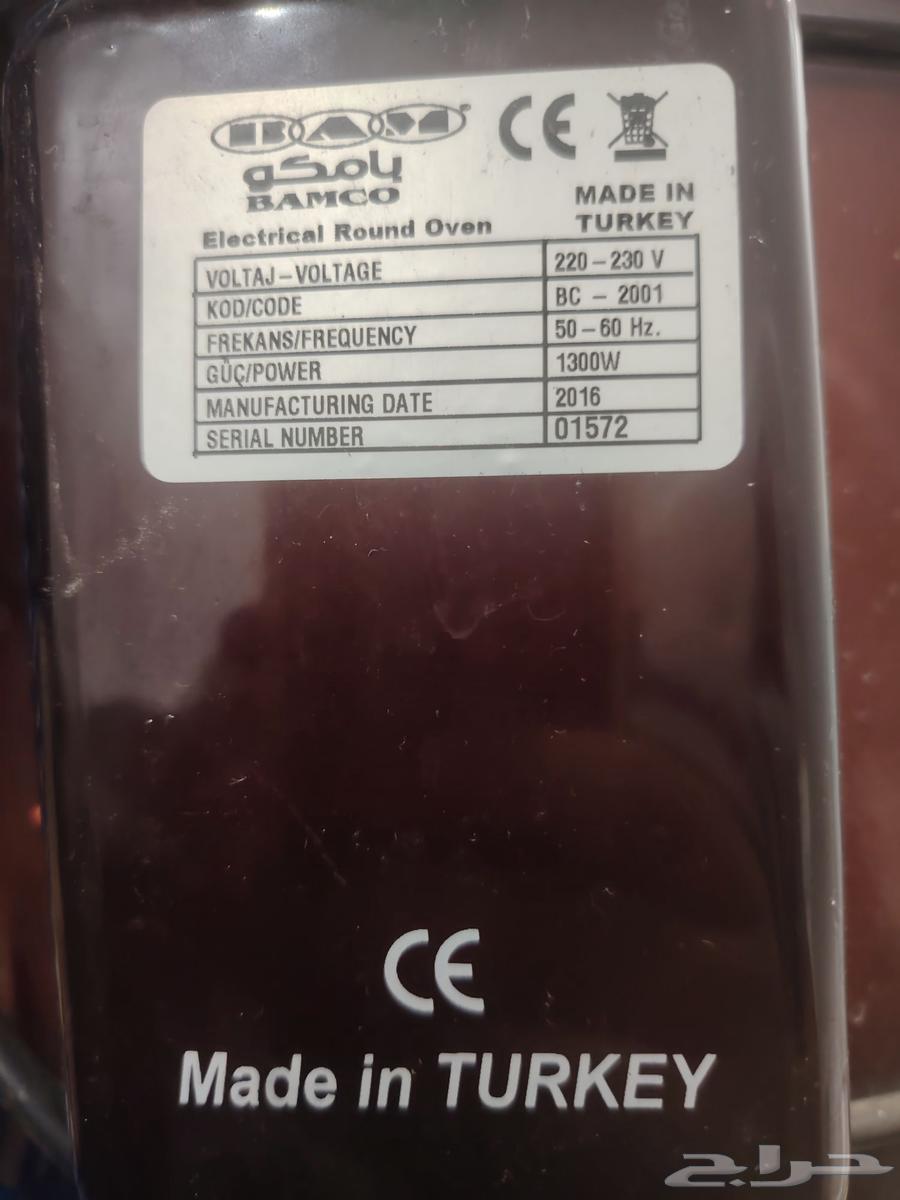 BAM
بامكو
BAMCO
CE
MADE IN
TURKEY
Electrical Round Oven
VOLTAJ-VOLTAGE 220-230 V
KOD/CODE BC - 2001
FREKANS/FREQUENCY 50-60 Hz.
GÜÇ/POWER 1300W
MANUFACTURING DATE 2016
SERIAL NUMBER 01572
CE
Made in TURKEY
حراج